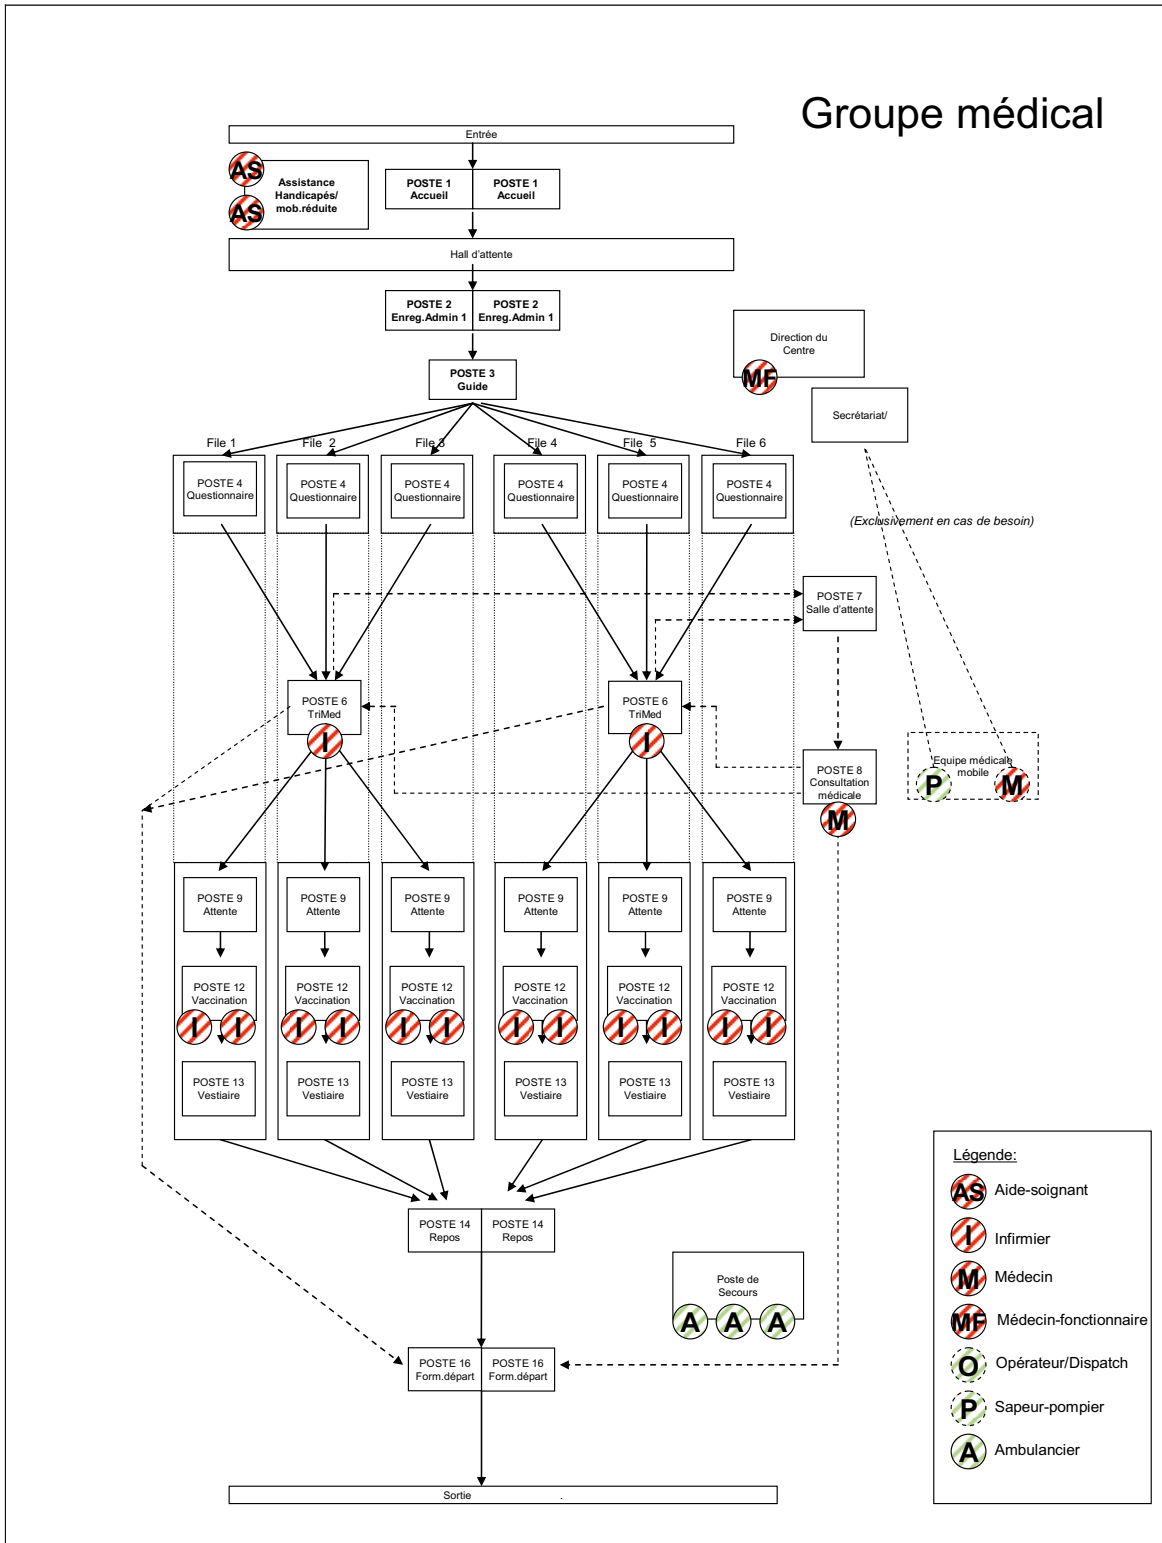 Groupe médical
Entrée
AS
AS
Assistance
Handicapés/
mob.réduite
POSTE 1
Accueil
POSTE 1
Accueil
Hall d'attente
POSTE 2
Enreg.Admin 1
POSTE 2
Enreg.Admin 1
Direction du
Centre
MF
POSTE 3
Guide
Secrétariat/
File 1
File 2
File 3
File 4
File 5
File 6
POSTE 4
Questionnaire
POSTE 4
Questionnaire
POSTE 4
Questionnaire
POSTE 4
Questionnaire
POSTE 4
Questionnaire
POSTE 4
Questionnaire
(Exclusivement en cas de besoin)
POSTE 7
Salle d'attente
POSTE 6
TriMed
I
POSTE 6
TriMed
I
POSTE 8
Consultation
médicale
M
Equipe médicale
mobile
P
M
POSTE 9
Attente
POSTE 9
Attente
POSTE 9
Attente
POSTE 9
Attente
POSTE 9
Attente
POSTE 9
Attente
POSTE 12
Vaccination
I I
POSTE 12
Vaccination
I I
POSTE 12
Vaccination
I I
POSTE 12
Vaccination
I I
POSTE 12
Vaccination
I I
POSTE 12
Vaccination
I I
POSTE 13
Vestiaire
POSTE 13
Vestiaire
POSTE 13
Vestiaire
POSTE 13
Vestiaire
POSTE 13
Vestiaire
POSTE 13
Vestiaire
POSTE 14
Repos
POSTE 14
Repos
Poste de
Secours
A A A
POSTE 16
Form.départ
POSTE 16
Form.départ
Sortie .
Légende:
AS Aide-soignant
I Infirmier
M Médecin
MF Médecin-fonctionnaire
O Opérateur/Dispatch
P Sapeur-pompier
A Ambulancier